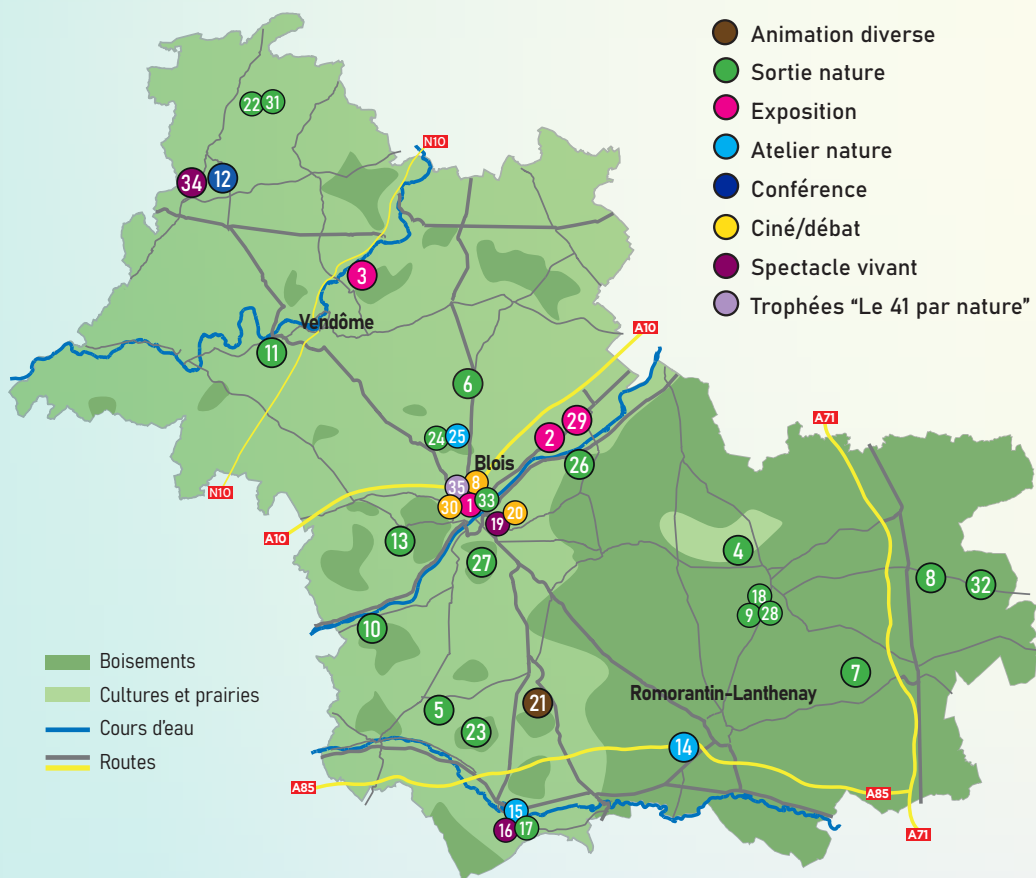 Animation diverse
Sortie nature
Exposition
Atelier nature
Conférence
Ciné/débat
Spectacle vivant
Trophées "Le 41 par nature"
22 31
N10
34 12
3
Vendôme
A10
11
6
29
A71
24 25
2
Blois
26
35 8
N10
30 1 33
19 20
A10
13
4
27
8 32
18
9 28
10
Boisements
7
Cultures et prairies
Romorantin-Lanthenay
5
21
Cours d'eau
23
14
Routes
A85
A85
15
16 17
A71